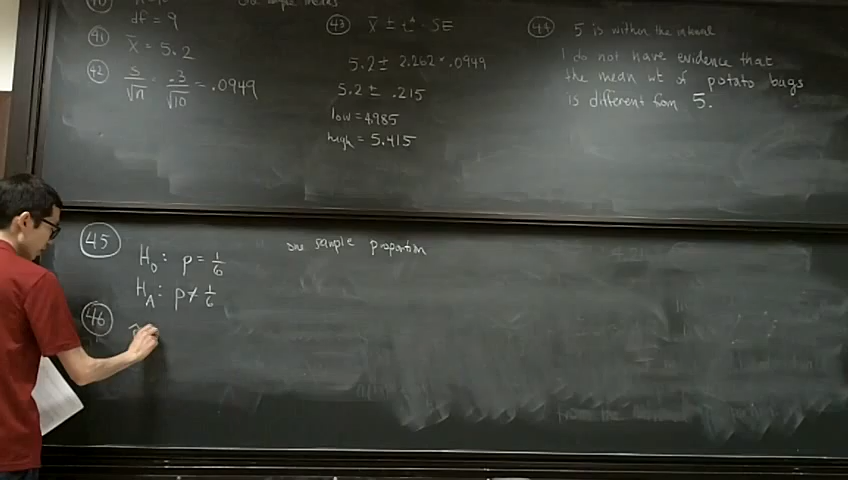 df = 9
41
x̄ = 5.2
42
s/√n = .3/√10 = .0949
43
x̄ ± t* · SE
5.2 ± 2.262 * .0949
5.2 ± .215
low = 4.985
high = 5.415
44
5 is within the interval
I do not have evidence that
the mean wt of potato bags
is different from 5.
45
H₀: p = 1/6
one sample proportion
H_A: p ≠ 1/6
46